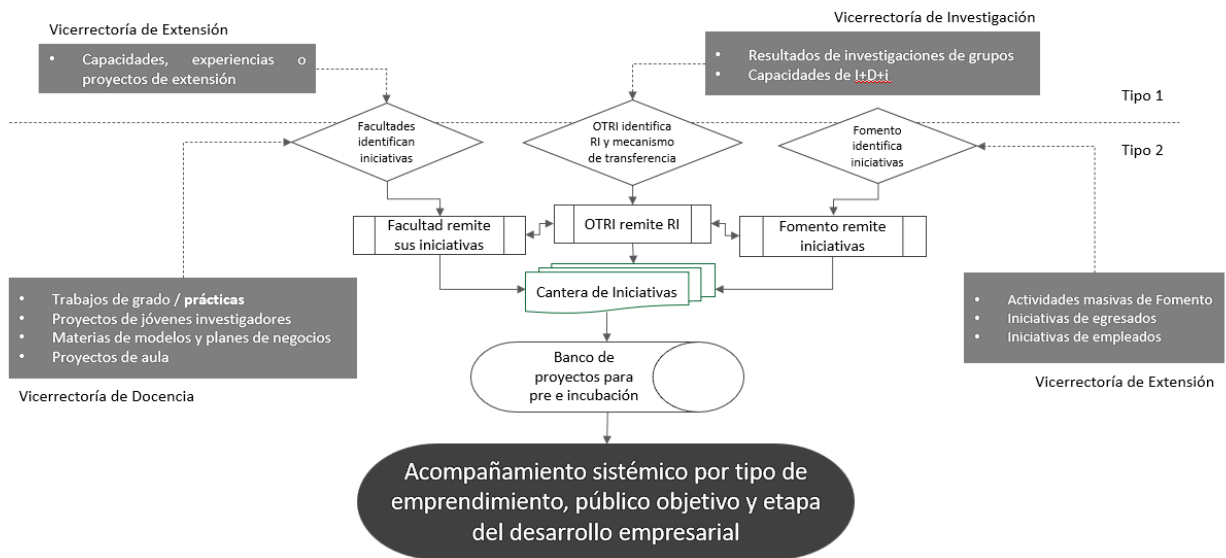 Vicerrectoría de Extensión
Vicerrectoría de Investigación
• Capacidades, experiencias o
proyectos de extensión
• Resultados de investigaciones de grupos
• Capacidades de I+D+i
Tipo 1
Tipo 2
Facultades
identifican
iniciativas
OTRI identifica
RI y mecanismo
de transferencia
Fomento
identifica
iniciativas
Facultad remite
sus iniciativas
OTRI remite RI
Fomento remite
iniciativas
Cantera de Iniciativas
• Trabajos de grado / prácticas
• Proyectos de jóvenes investigadores
• Materias de modelos y planes de negocios
• Proyectos de aula
Vicerrectoría de Docencia
• Actividades masivas de Fomento
• Iniciativas de egresados
• Iniciativas de empleados
Vicerrectoría de Extensión
Banco de
proyectos para
pre e incubación
Acompañamiento sistémico por tipo de
emprendimiento, público objetivo y etapa
del desarrollo empresarial